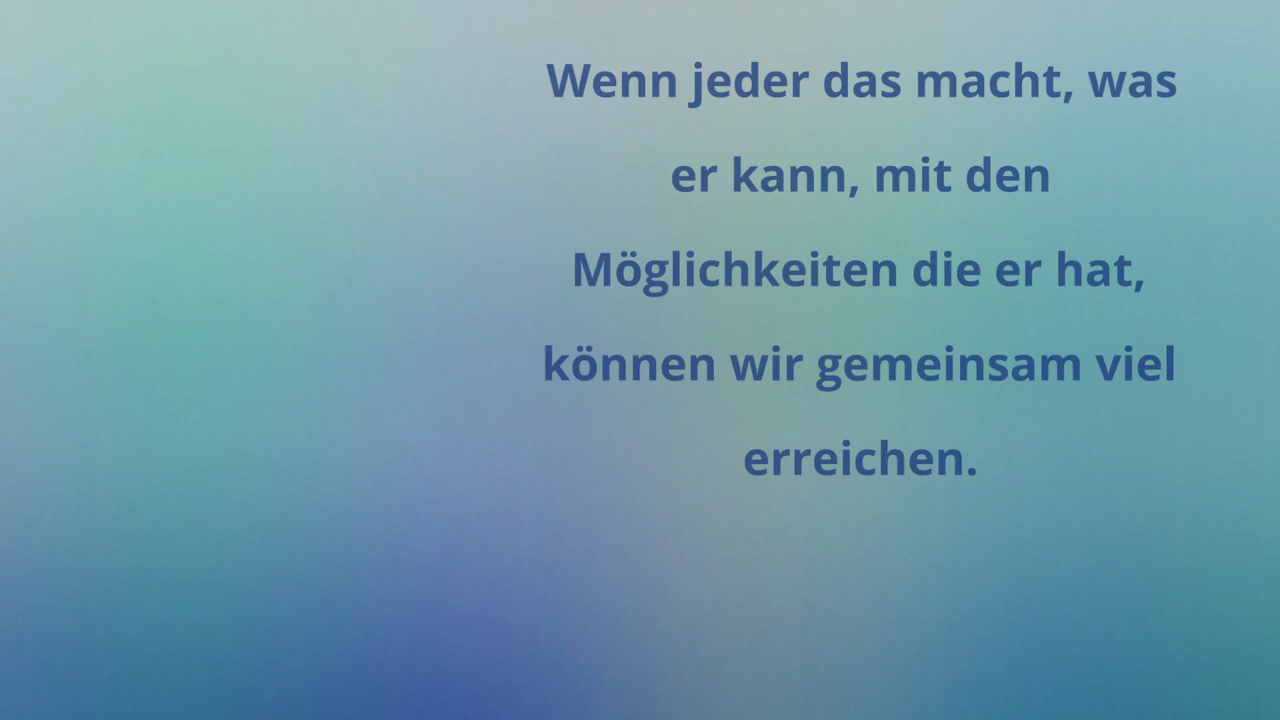 Wenn jeder das macht, was
er kann, mit den
Möglichkeiten die er hat,
können wir gemeinsam viel
erreichen.